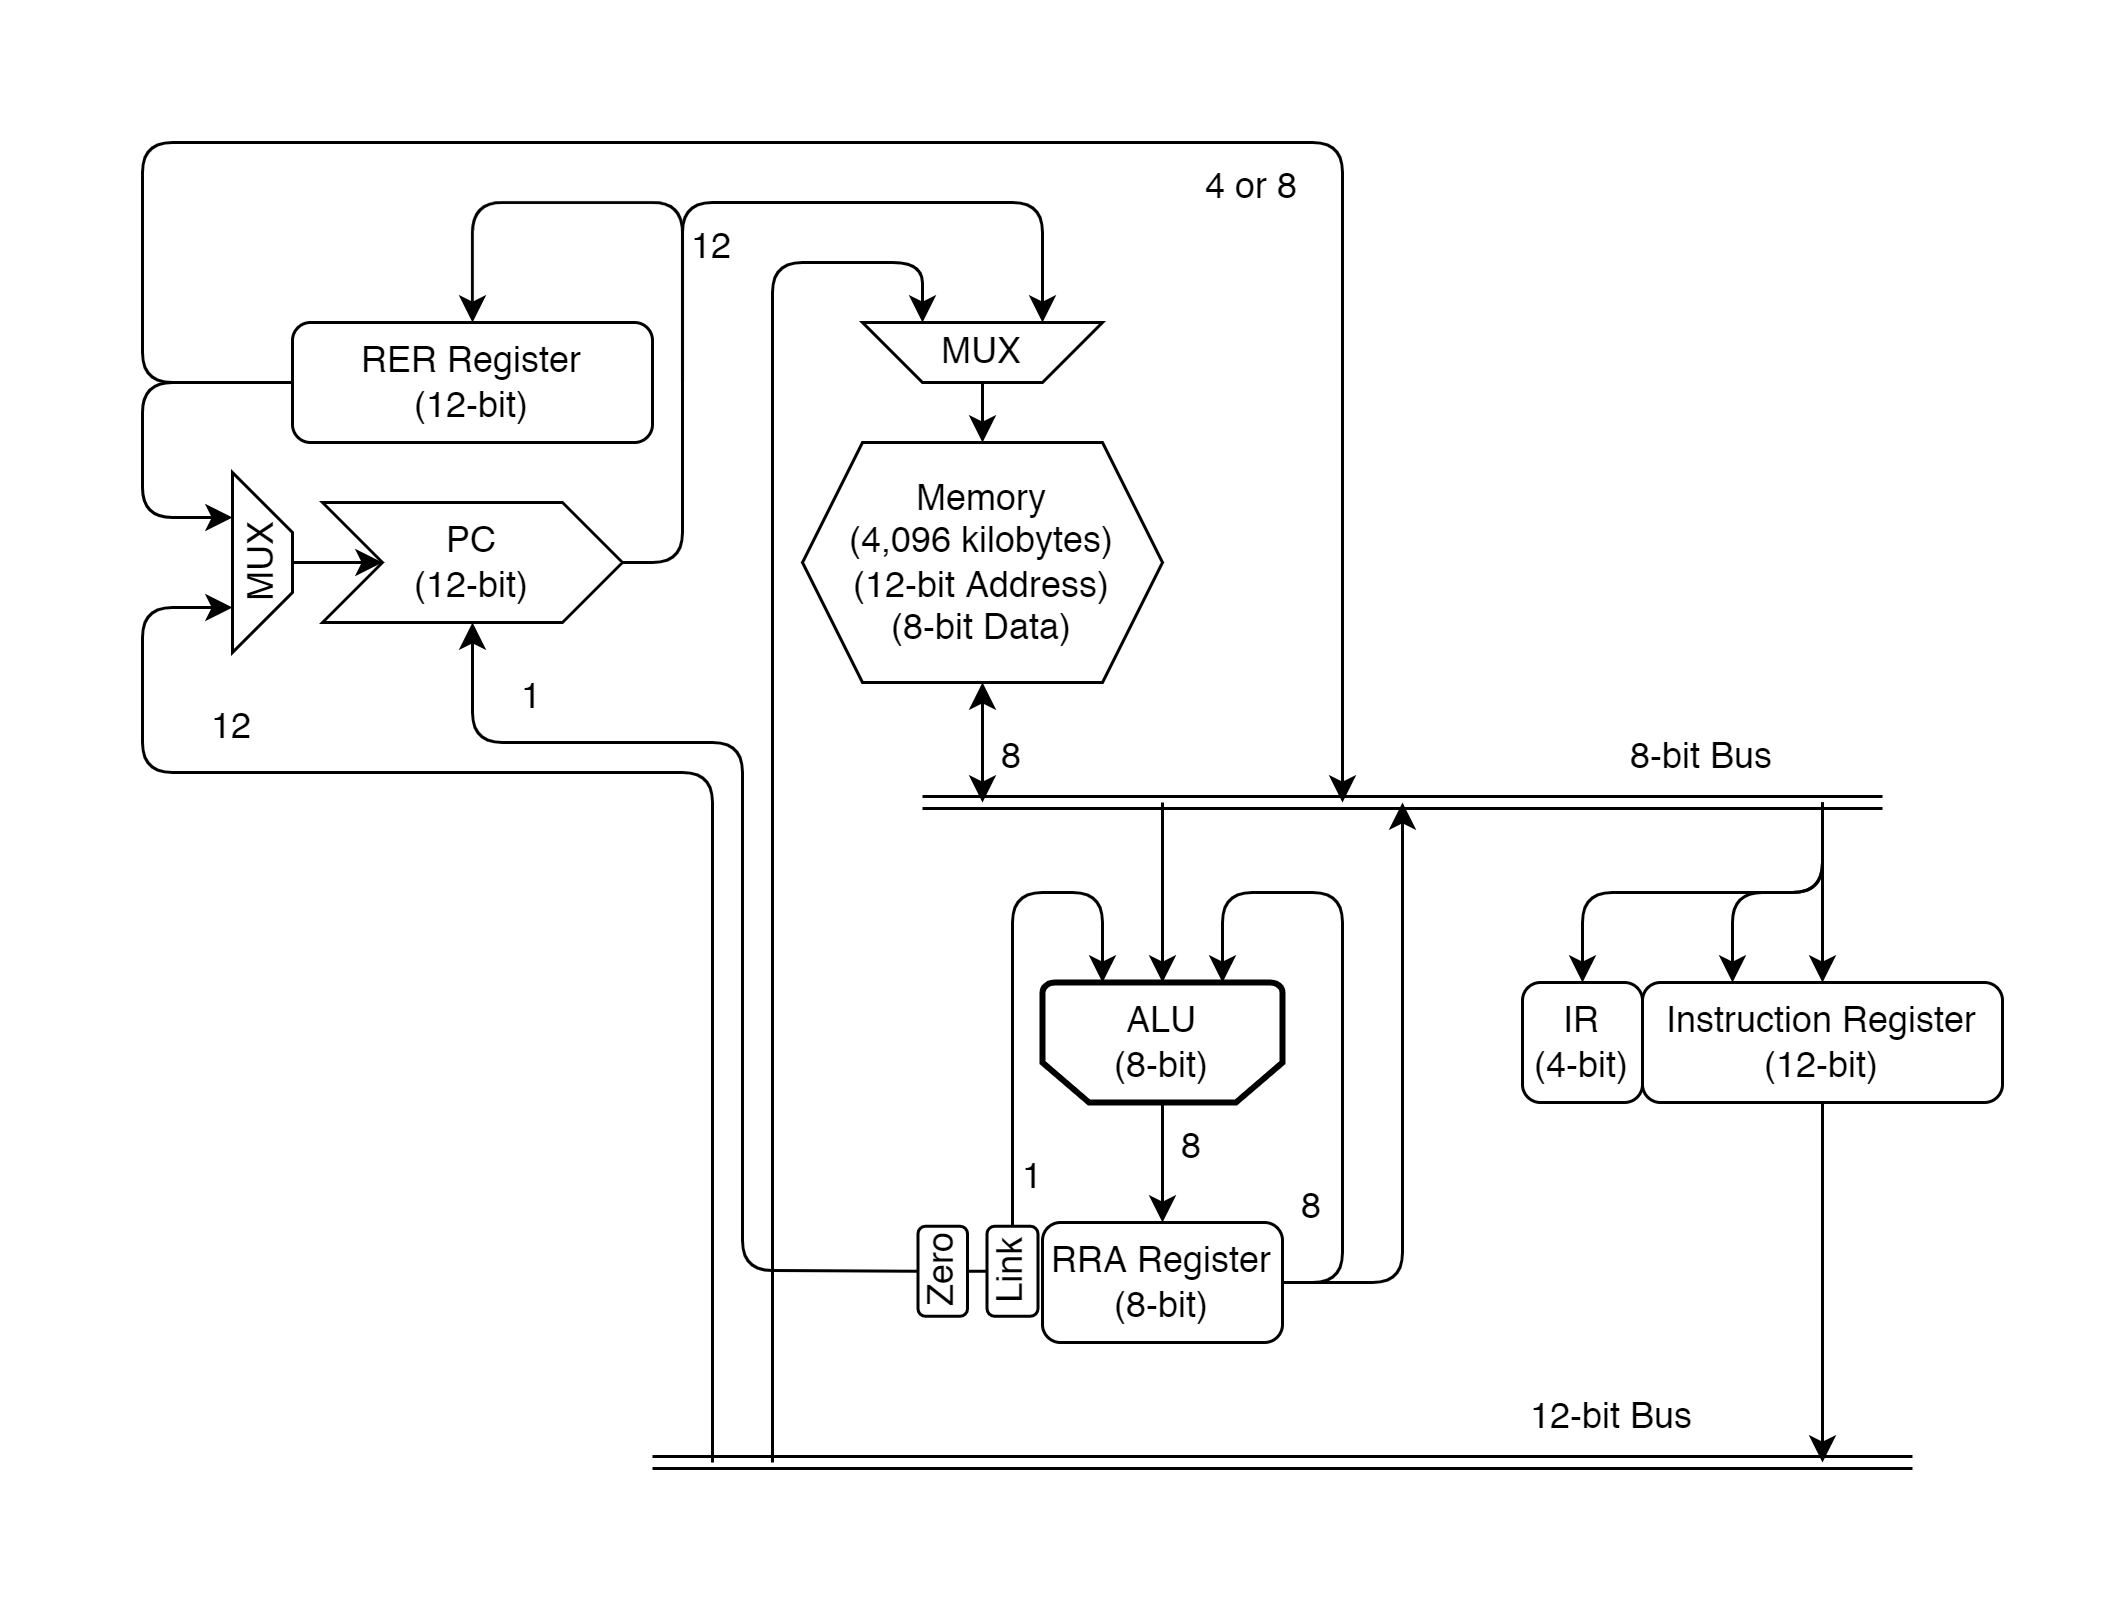 4 or 8
12
RER Register
(12-bit)
MUX
MUX
PC
(12-bit)
Memory
(4,096 kilobytes)
(12-bit Address)
(8-bit Data)
1
12
8
8-bit Bus
ALU
(8-bit)
IR
(4-bit)
Instruction Register
(12-bit)
8
1
8
Zero
Link
RRA Register
(8-bit)
12-bit Bus